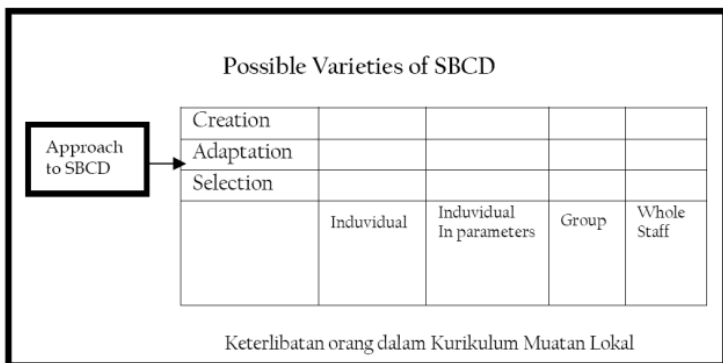 Possible Varieties of SBCD
Approach
to SBCD
Creation
Adaptation
Selection
Induvidual
Induvidual
In parameters
Group
Whole
Staff
Keterlibatan orang dalam Kurikulum Muatan Lokal